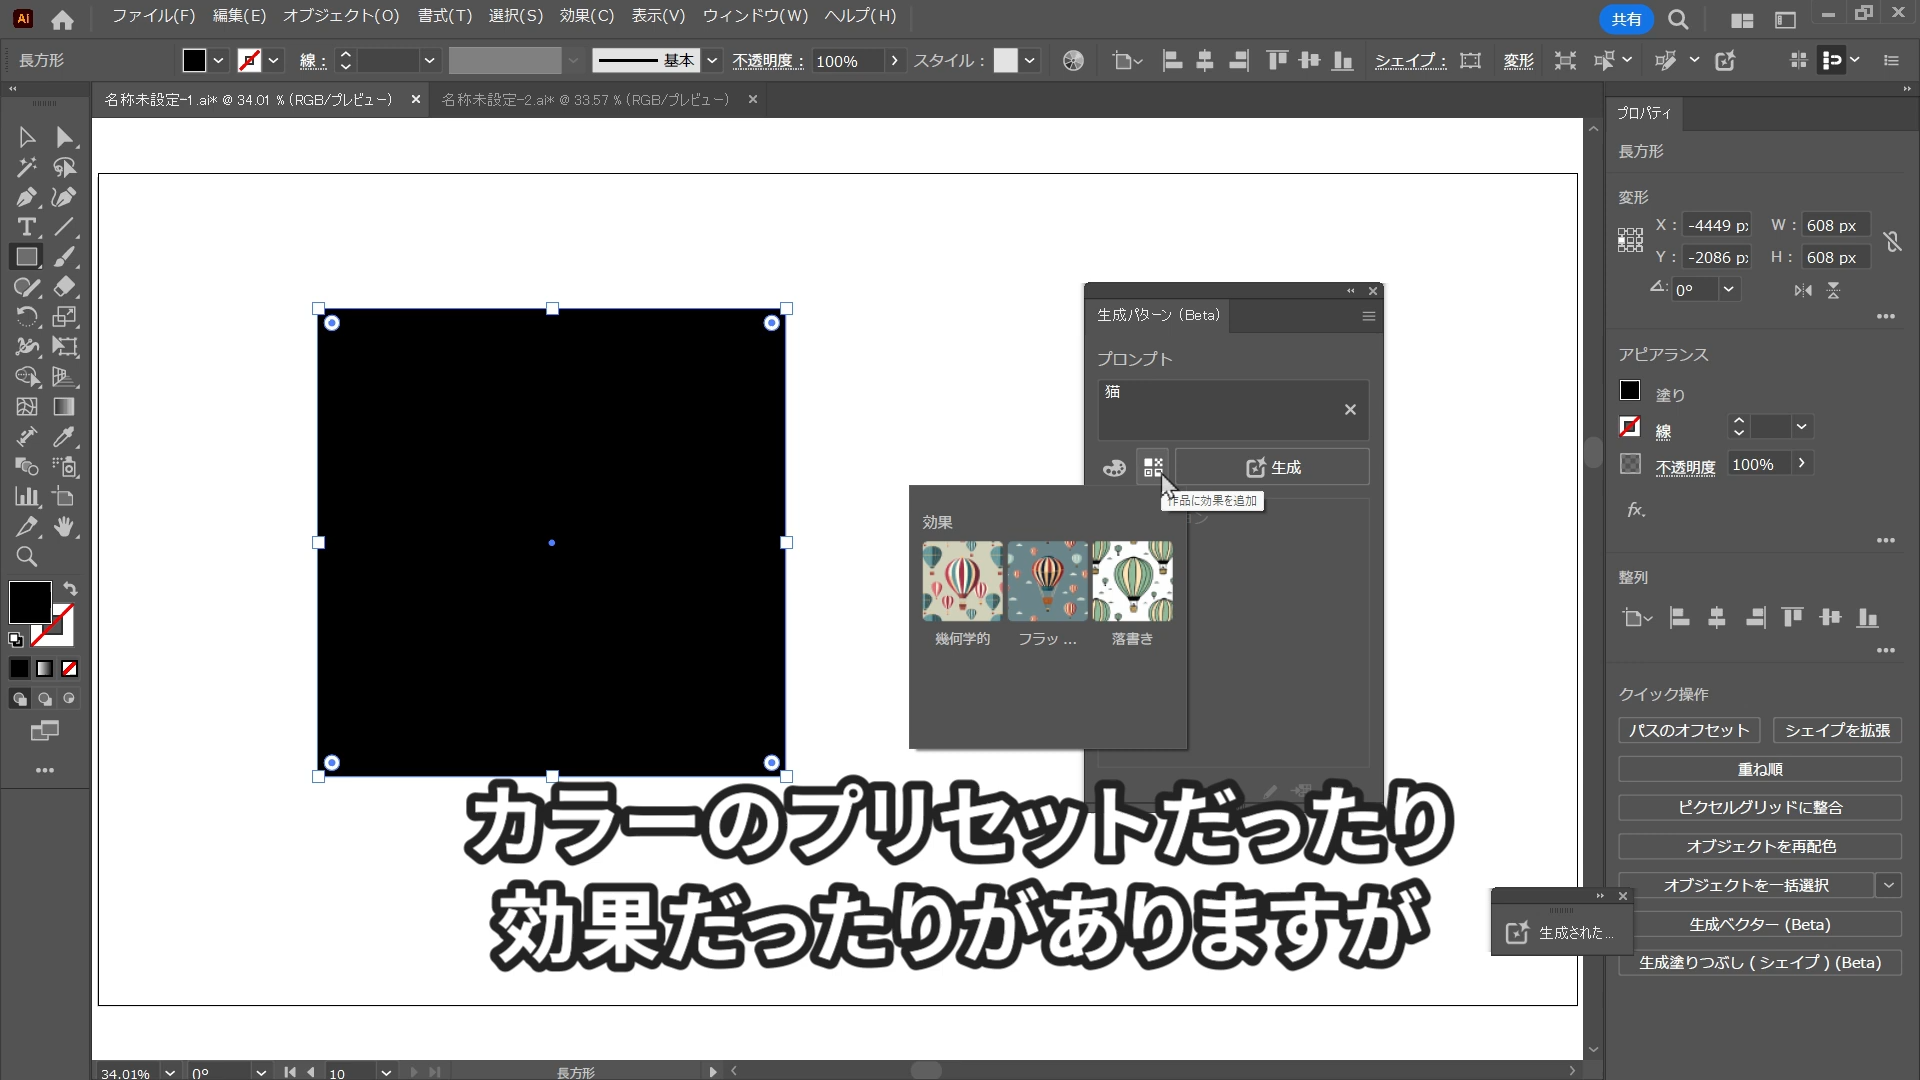 Ai
ファイル(F)
編集(E)
オブジェクト(O)
書式(T)
選択(S)
効果(C)
表示(V)
ウィンドウ(W)
ヘルプ(H)
共有
長方形
線：
基本
不透明度：
100%
スタイル：
シェイプ：
変形
名称未設定-1.ai* @ 34.01 % (RGB/プレビュー)
名称未設定-2.ai* @ 33.57 % (RGB/プレビュー)
プロパティ
長方形
変形
X：
-4449 p
W：
608 px
Y：
-2086 p
H：
608 px
0°
アピアランス
塗り
線
不透明度
100%
fx.
整列
クイック操作
パスのオフセット
シェイプを拡張
重ね順
ピクセルグリッドに整合
オブジェクトを再配色
オブジェクトを一括選択
生成ベクター (Beta)
生成塗りつぶし ( シェイプ ) (Beta)
生成パターン (Beta)
プロンプト
猫
生成
作品に効果を追加
効果
幾何学的
フラッ ...
落書き
カラーのプリセットだったり
効果だったりがありますが
生成された...
34.01%
0°
10
長方形